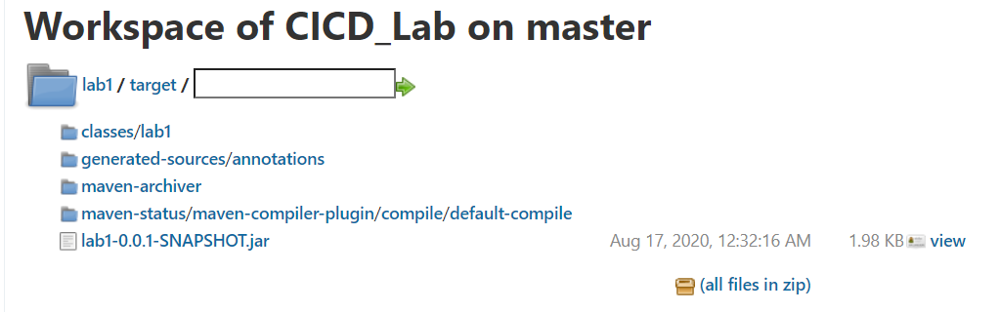 Workspace of CICD_Lab on master
lab1 / target /
classes/lab1
generated-sources/annotations
maven-archiver
maven-status/maven-compiler-plugin/compile/default-compile
lab1-0.0.1-SNAPSHOT.jar Aug 17, 2020, 12:32:16 AM 1.98 KB view
(all files in zip)